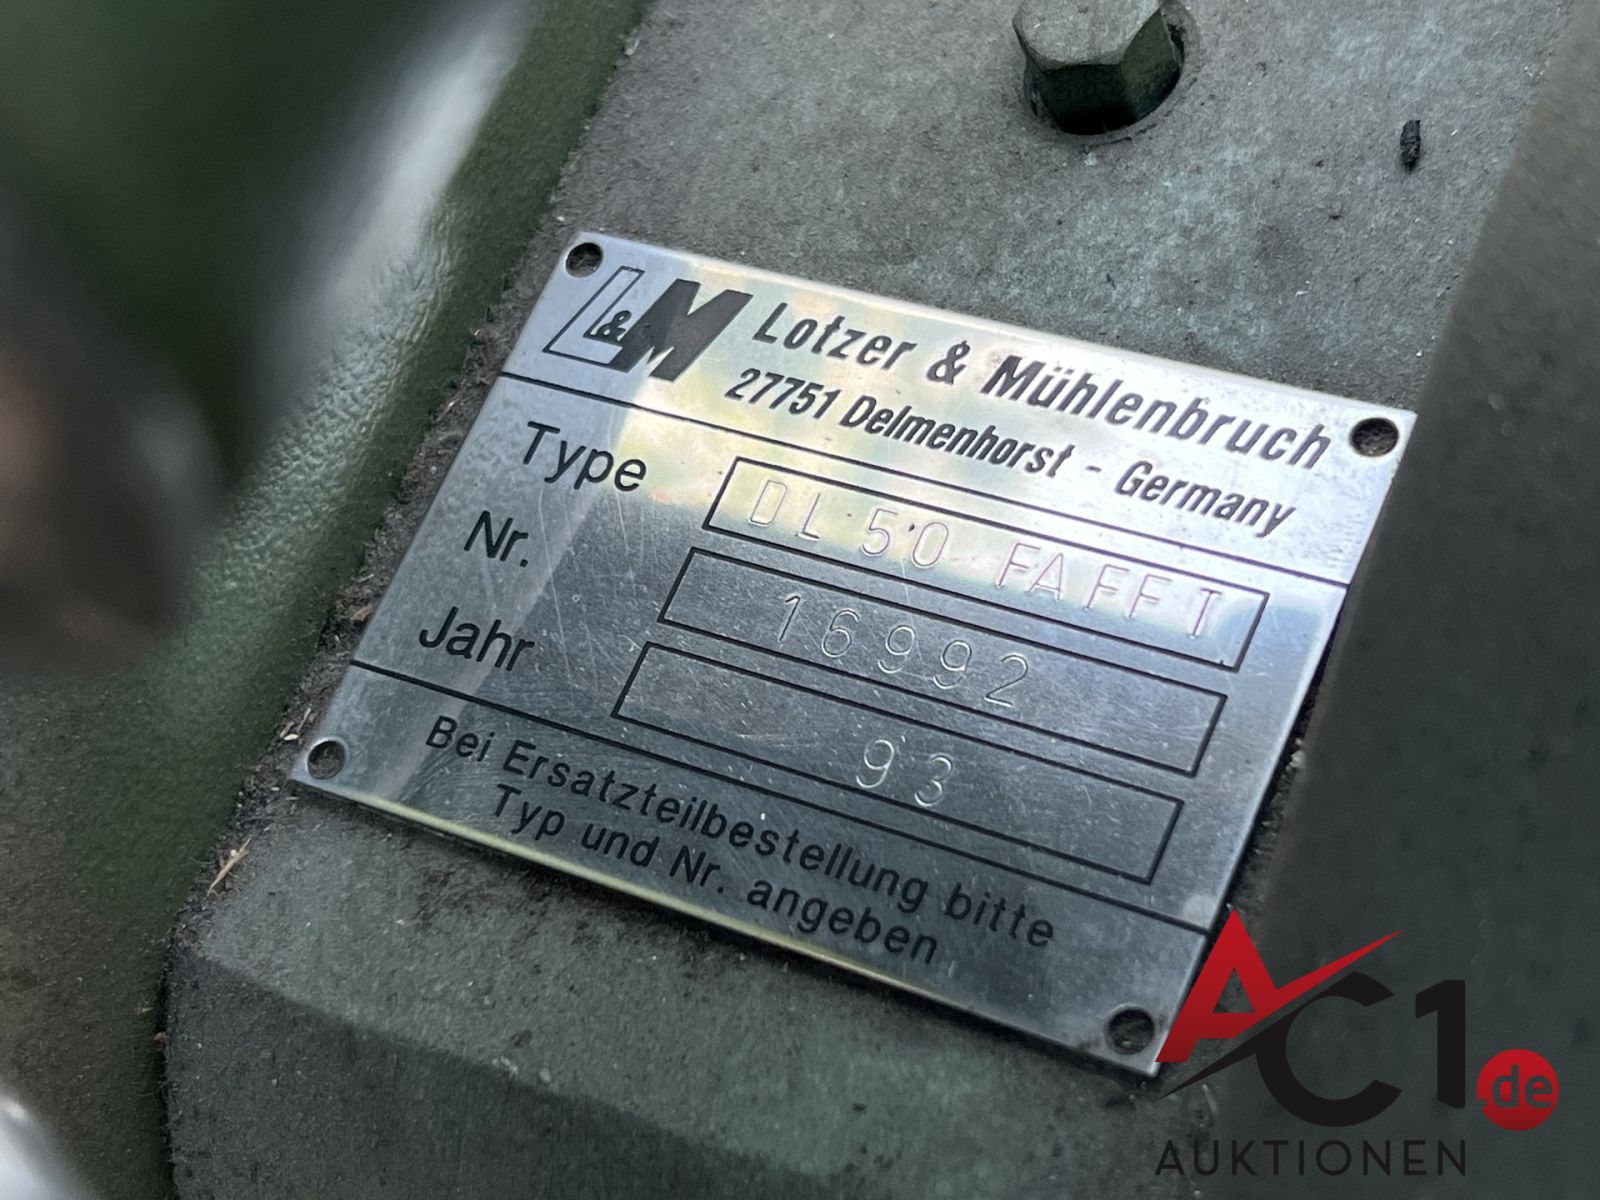 L&M
Lotzer & Mühlenbruch
27751 Delmenhorst - Germany
Type DL 50 FAFF I
Nr. 16992
Jahr 93
Bei Ersatzteilbestellung bitte
Typ und Nr. angeben
AC1.de
AUKTIONEN